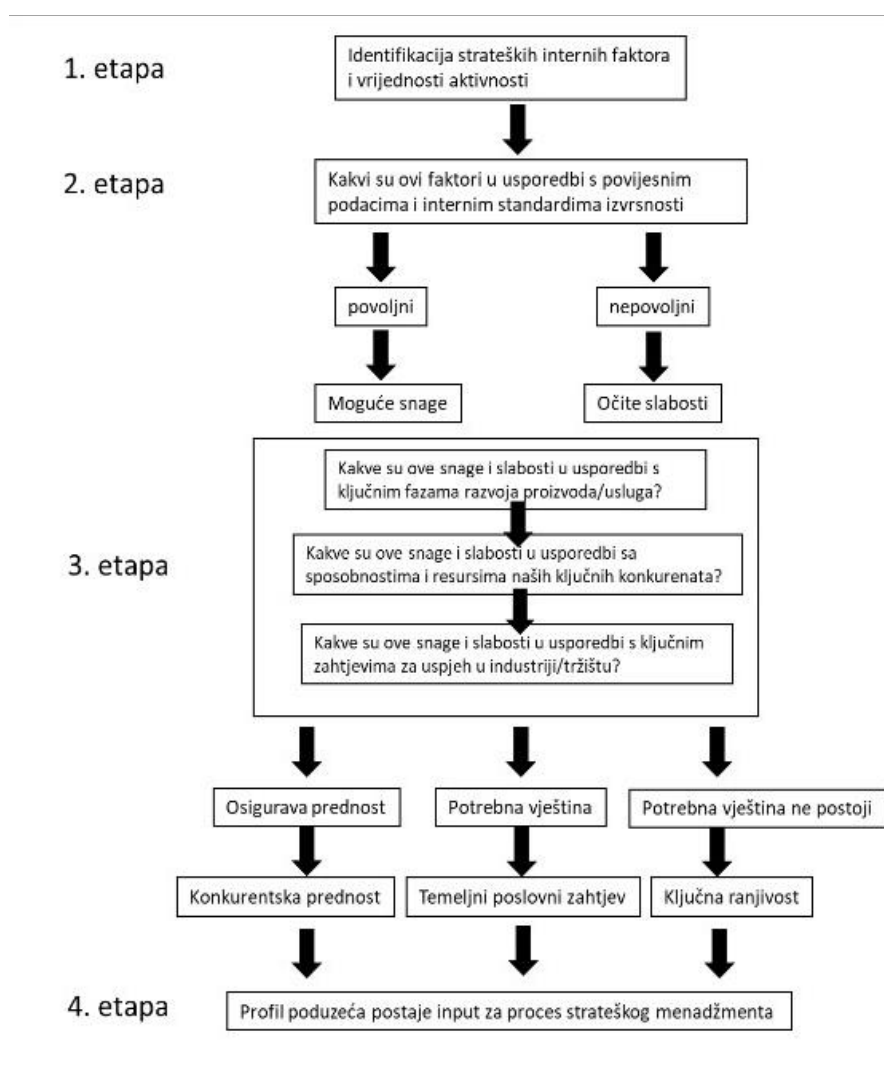 1. etapa
Identifikacija strateških internih faktora
i vrijednosti aktivnosti
2. etapa
Kakvi su ovi faktori u usporedbi s povijesnim
podacima i internim standardima izvrsnosti
povoljni
nepovoljni
Moguće snage
Očite slabosti
3. etapa
Kakve su ove snage i slabosti u usporedbi s
ključnim fazama razvoja proizvoda/usluga?
Kakve su ove snage i slabosti u usporedbi sa
sposobnostima i resursima naših ključnih konkurenata?
Kakve su ove snage i slabosti u usporedbi s ključnim
zahtjevima za uspjeh u industriji/tržištu?
Osigurava prednost
Potrebna vještina
Potrebna vještina ne postoji
Konkurentska prednost
Temeljni poslovni zahtjev
Ključna ranjivost
4. etapa
Profil poduzeća postaje input za proces strateškog menadžmenta